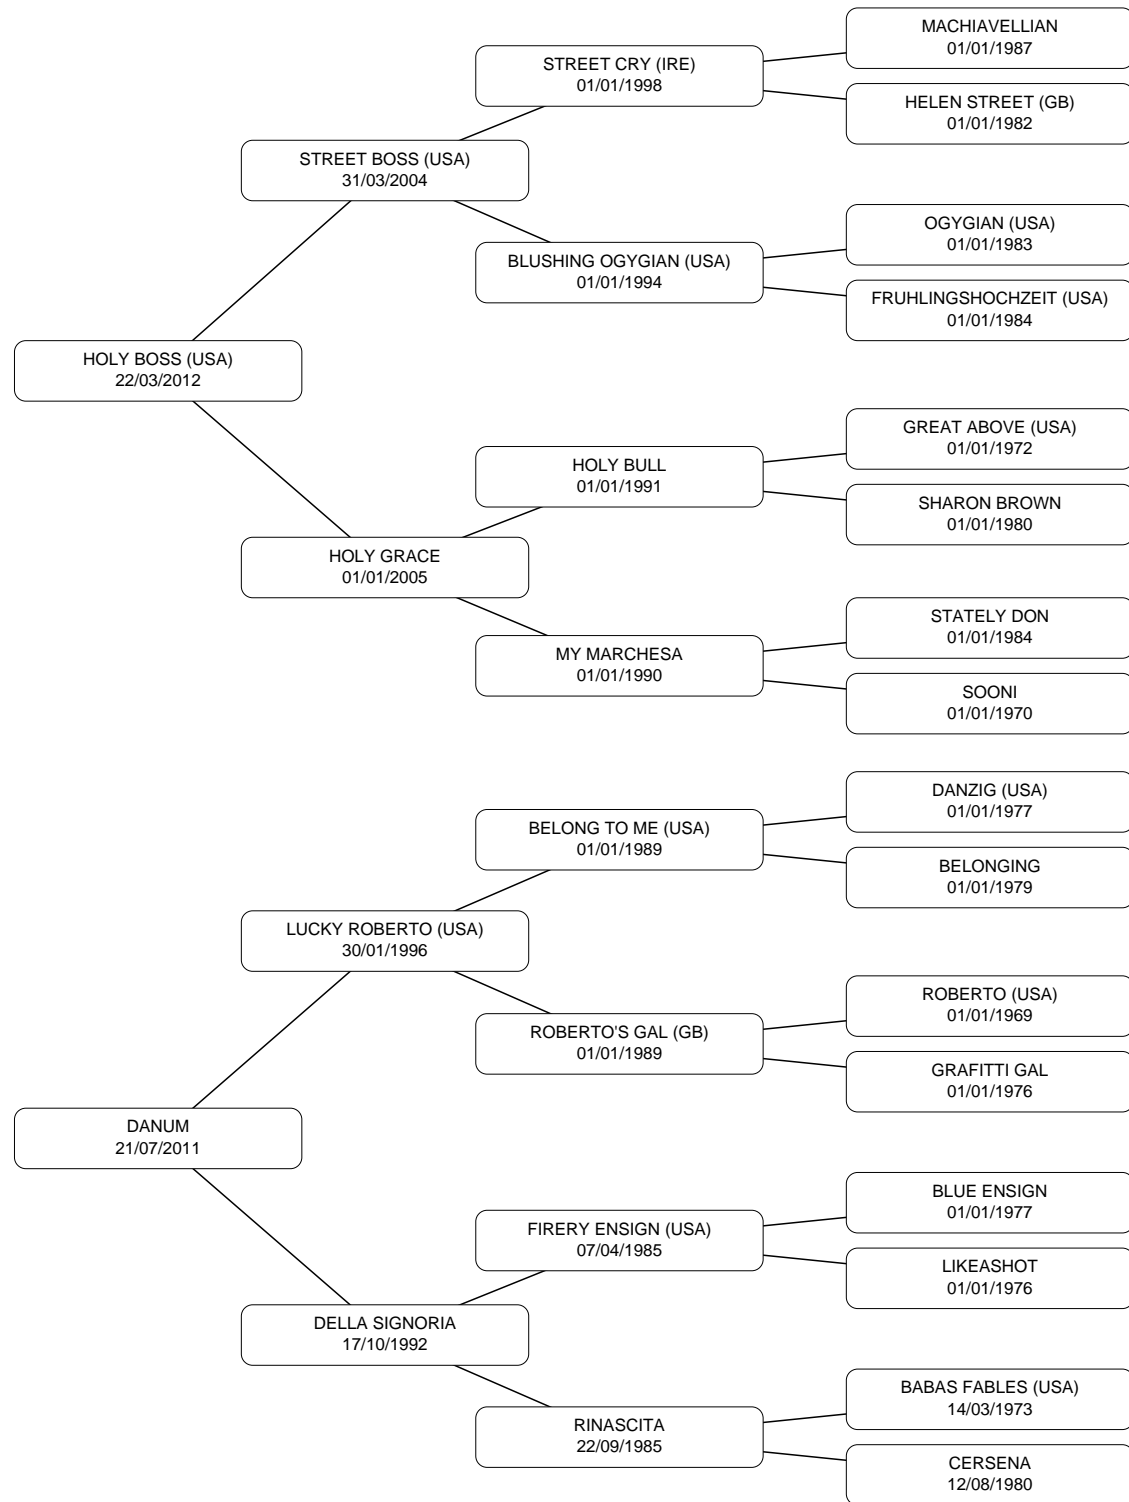 MACHIAVELLIAN
01/01/1987
STREET CRY (IRE)
01/01/1998
HELEN STREET (GB)
01/01/1982
STREET BOSS (USA)
31/03/2004
OGYGIAN (USA)
01/01/1983
BLUSHING OGYGIAN (USA)
01/01/1994
FRUHLINGSHOCHZEIT (USA)
01/01/1984
HOLY BOSS (USA)
22/03/2012
GREAT ABOVE (USA)
01/01/1972
HOLY BULL
01/01/1991
SHARON BROWN
01/01/1980
HOLY GRACE
01/01/2005
STATELY DON
01/01/1984
MY MARCHESA
01/01/1990
SOONI
01/01/1970
DANZIG (USA)
01/01/1977
BELONG TO ME (USA)
01/01/1989
BELONGING
01/01/1979
LUCKY ROBERTO (USA)
30/01/1996
ROBERTO (USA)
01/01/1969
ROBERTO'S GAL (GB)
01/01/1989
GRAFITTI GAL
01/01/1976
DANUM
21/07/2011
BLUE ENSIGN
01/01/1977
FIRERY ENSIGN (USA)
07/04/1985
LIKEASHOT
01/01/1976
DELLA SIGNORIA
17/10/1992
BABAS FABLES (USA)
14/03/1973
RINASCITA
22/09/1985
CERSENA
12/08/1980